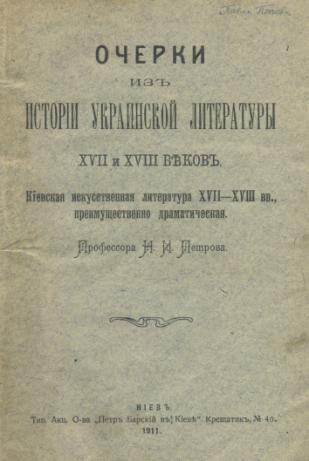 ОЧЕРКИ
ИЗЪ
ИСТОРІИ УКРАИНСКОЙ ЛИТЕРАТУРЫ
XVII и XVIII ВѢКОВЪ.
Кіевская искусственная литература XVII—XVIII вв.,
преимущественно драматическая.
Профессора Н. И. Петрова.
КІЕВЪ.
Тип. Акц. О-ва „Петръ Барскій въ Кіевѣ" Крещатикъ, № 40.
1911.